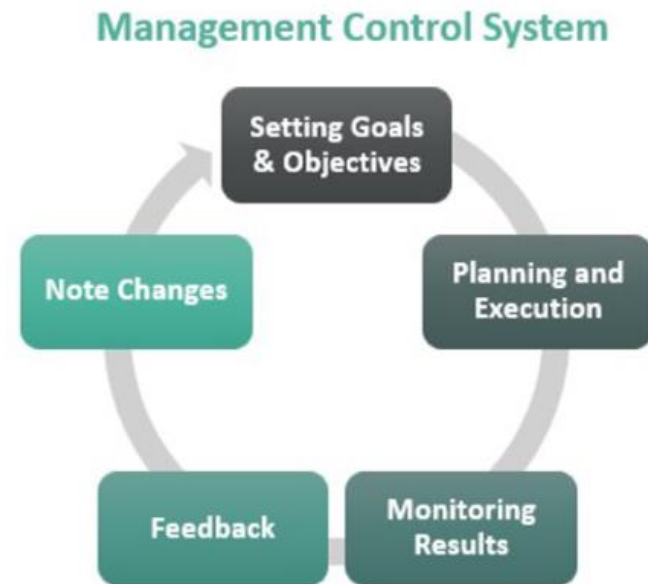 Management Control System
Setting Goals
& Objectives
Planning and
Execution
Monitoring
Results
Feedback
Note Changes